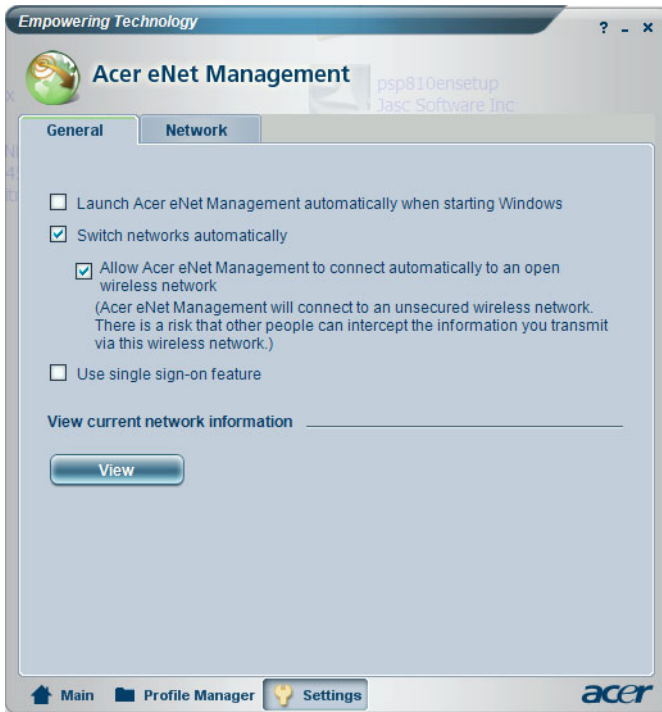 Empowering Technology
? - x
Acer eNet Management
psp810ensetup
Jasc Software Inc
General Network
Launch Acer eNet Management automatically when starting Windows
Switch networks automatically
Allow Acer eNet Management to connect automatically to an open
wireless network
(Acer eNet Management will connect to an unsecured wireless network.
There is a risk that other people can intercept the information you transmit
via this wireless network.)
Use single sign-on feature
View current network information
View
Main Profile Manager Settings
acer